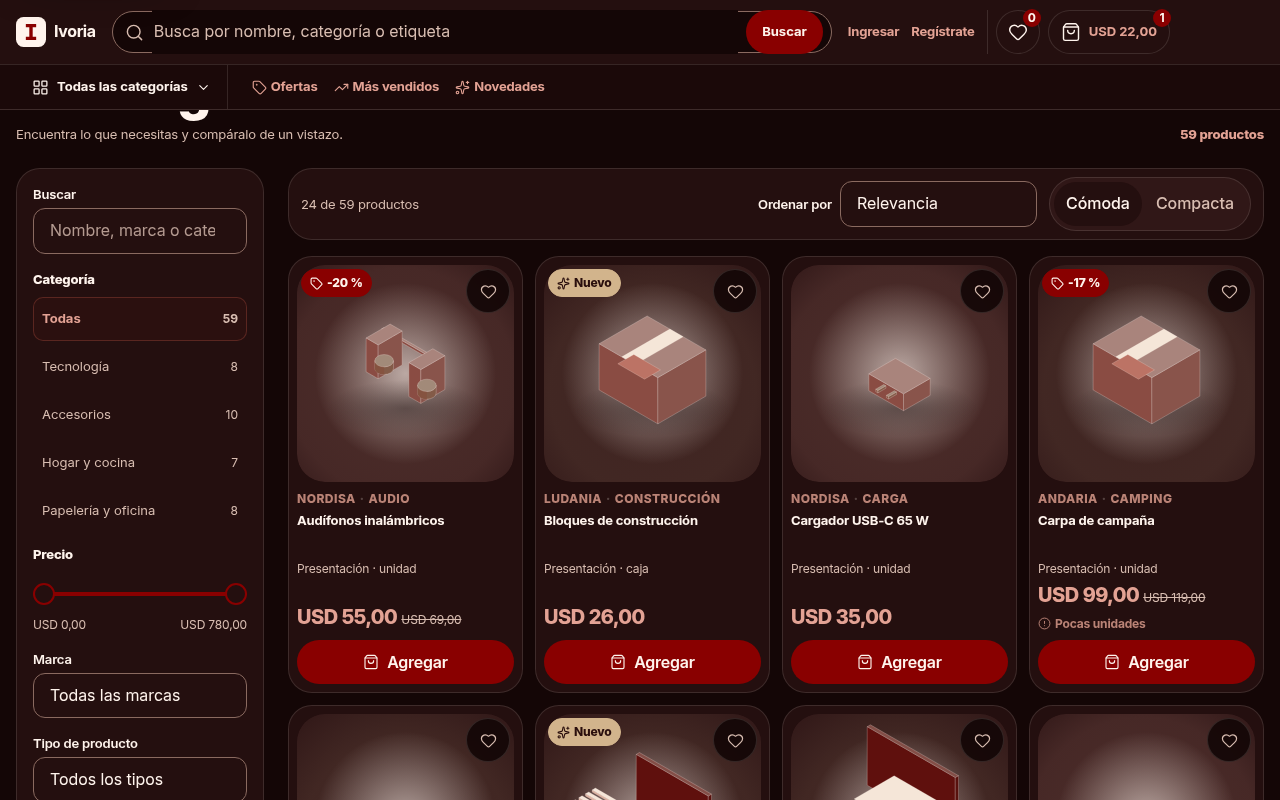 I Ivoria
Busca por nombre, categoría o etiqueta
Buscar
Ingresar
Regístrate
0
USD 22,00
1
Todas las categorías
Ofertas
Más vendidos
Novedades
Encuentra lo que necesitas y compáralo de un vistazo.
59 productos
Buscar
Nombre, marca o cate
Categoría
Todas 59
Tecnología 8
Accesorios 10
Hogar y cocina 7
Papelería y oficina 8
Precio
USD 0,00 USD 780,00
Marca
Todas las marcas
Tipo de producto
Todos los tipos
24 de 59 productos
Ordenar por
Relevancia
Cómoda
Compacta
-20 %
NORDISA · AUDIO
Audífonos inalámbricos
Presentación · unidad
USD 55,00 USD 69,00
Agregar
Nuevo
LUDANIA · CONSTRUCCIÓN
Bloques de construcción
Presentación · caja
USD 26,00
Agregar
NORDISA · CARGA
Cargador USB-C 65 W
Presentación · unidad
USD 35,00
Agregar
-17 %
ANDARIA · CAMPING
Carpa de campaña
Presentación · unidad
USD 99,00 USD 119,00
Pocas unidades
Agregar
Nuevo